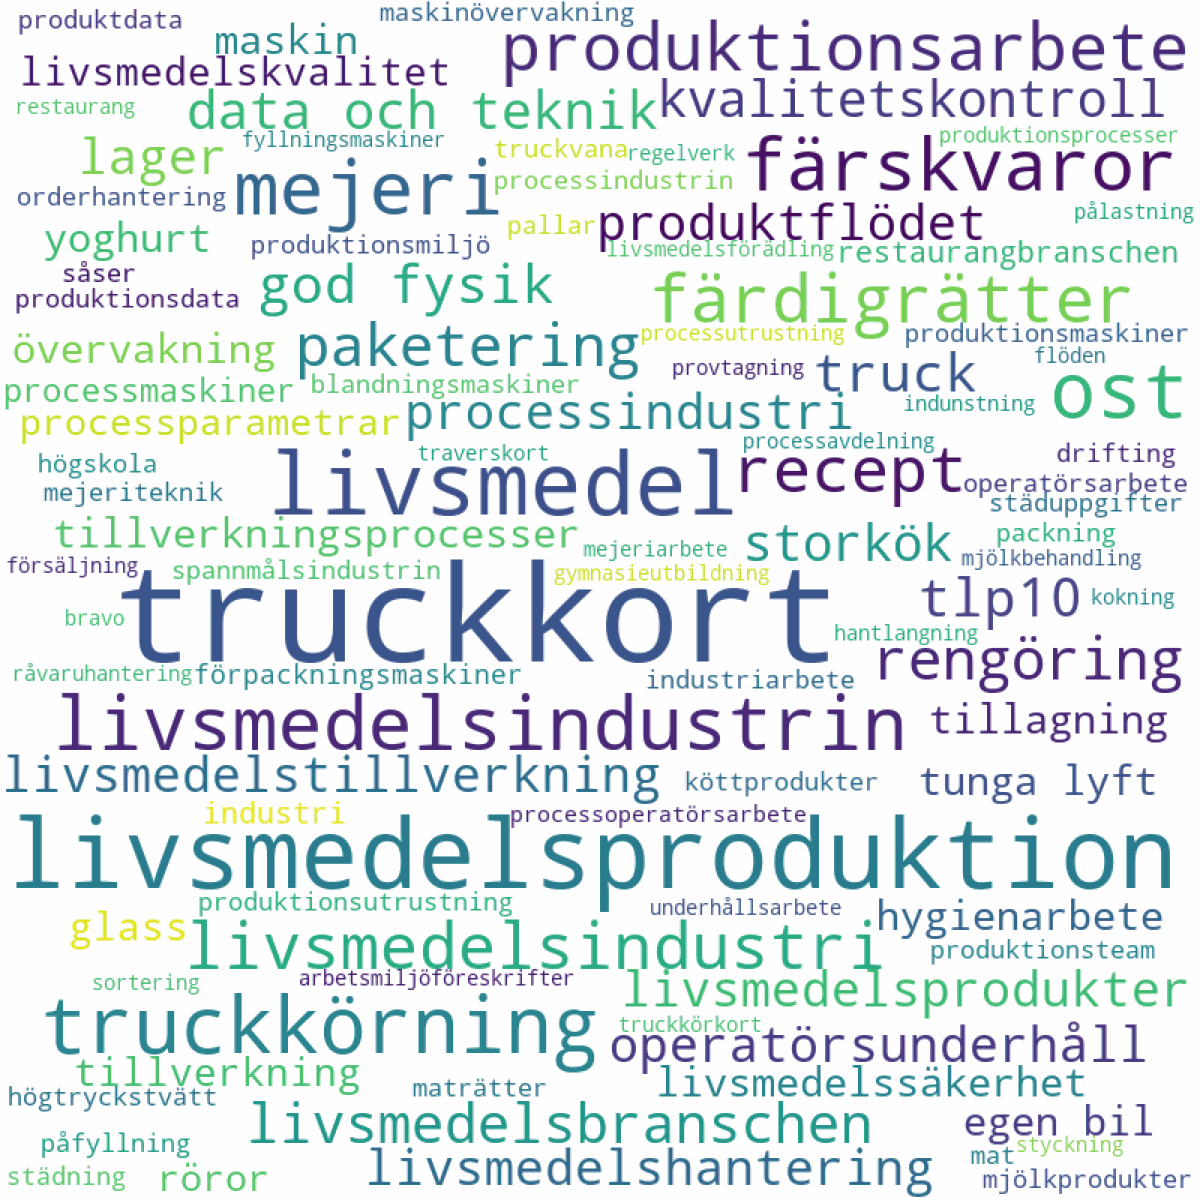 produktdata
maskinövervakning
maskin
produktionsarbete
livsmedelskvalitet
restaurang
data och teknik
kvalitetskontroll
fyllningsmaskiner
truckvana
regelverk
produktionsprocesser
lager
mejeri
processindustrin
färskvaror
orderhantering
pallar
produktflödet
pålastning
yoghurt
produktionsmiljö
livsmedelsförädling
restaurangbranschen
såser
god fysik
färdigrätter
produktionsdata
processutrustning
produktionsmaskiner
övervakning
paketering
provtagning
truck
flöden
processmaskiner
blandningsmaskiner
ost
processparametrar
processindustri
indunstning
processavdelning
högskola
traverskort
livsmedel
recept
drifting
mejeriteknik
operatörsarbete
städuppgifter
tillverkningsprocesser
mejeriarbete
storkök
packning
försäljning
spannmålsindustrin
gymnasieutbildning
mjölkbehandling
bravo
truckkort
tlp10
kokning
hantlangning
råvaruhantering
förpackningsmaskiner
industriarbete
rengöring
livsmedelsindustrin
tillagning
livsmedelstillverkning
köttprodukter
tunga lyft
industri
processoperatörsarbete
livsmedelsproduktion
produktionsutrustning
underhållsarbete
glass
livsmedelsindustri
hygienarbete
produktionsteam
sortering
arbetsmiljöföreskrifter
livsmedelsprodukter
truckkörning
truckkörkort
operatörsunderhåll
tillverkning
maträtter
livsmedelssäkerhet
högtryckstvätt
livsmedelsbranschen
egen bil
påfyllning
styckning
mat
städning
röror
livsmedelshantering
mjölkprodukter